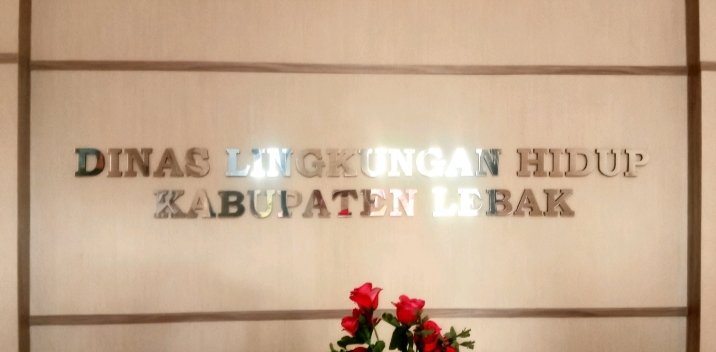 DINAS LINGKUNGAN HIDUP
KABUPATEN LEBAK